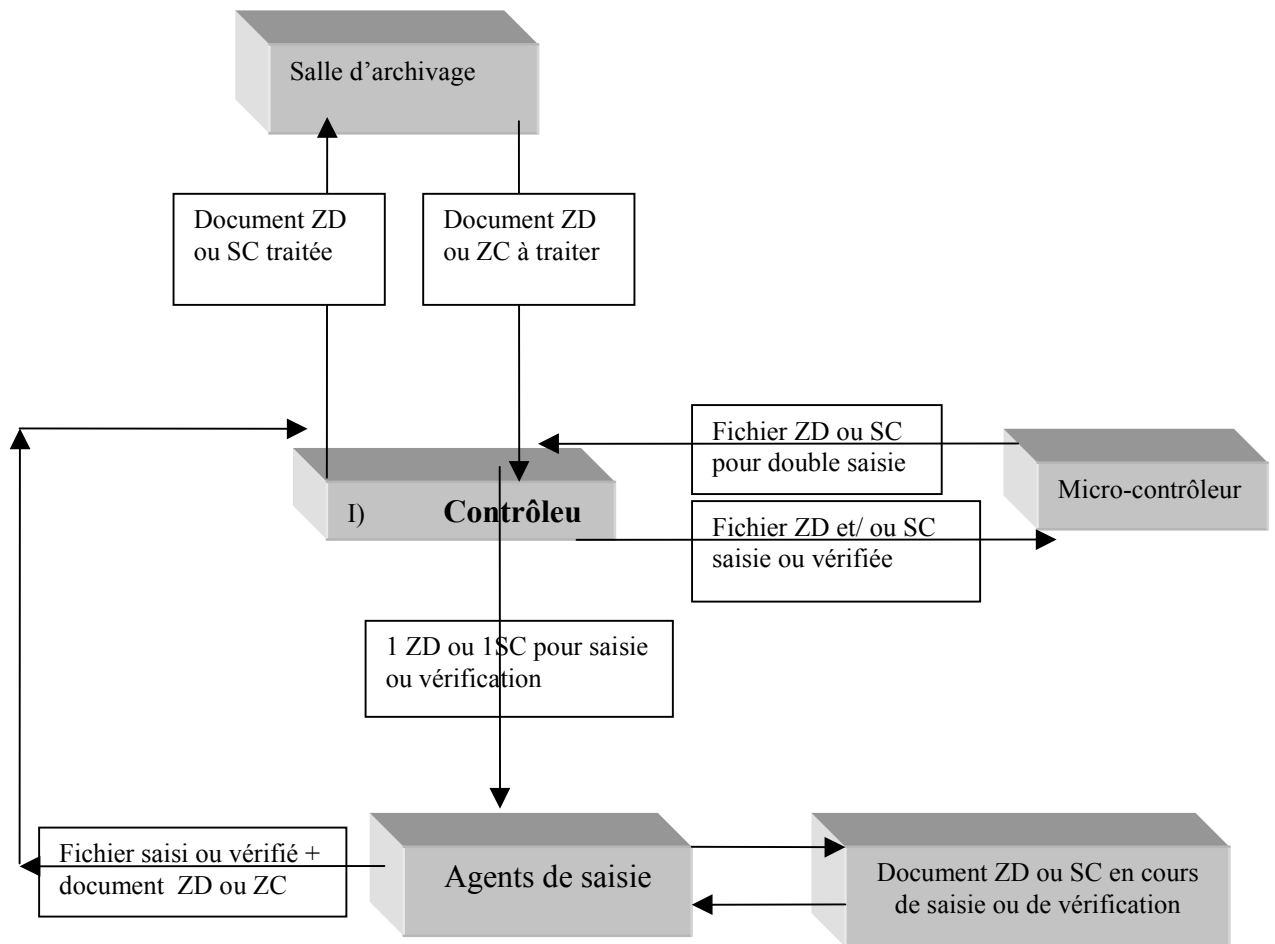 Salle d’archivage
Document ZD
ou SC traitée
Document ZD
ou ZC à traiter
Fichier ZD ou SC
pour double saisie
Micro-contrôleur
I) Contrôleu
Fichier ZD et/ ou SC
saisie ou vérifiée
1 ZD ou 1SC pour saisie
ou vérification
Fichier saisi ou vérifié +
document ZD ou ZC
Agents de saisie
Document ZD ou SC en cours
de saisie ou de vérification